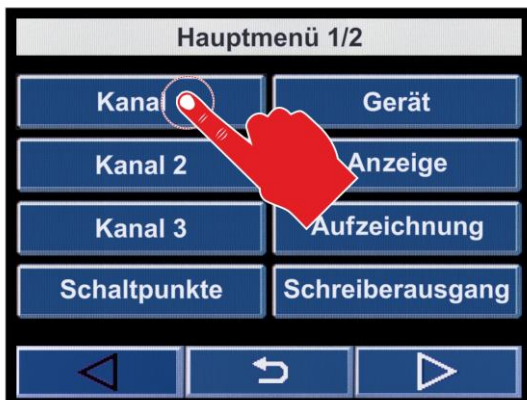 Hauptmenü 1/2
Kana
Gerät
Kanal 2
Anzeige
Kanal 3
Aufzeichnung
Schaltpunkte
Schreiberausgang